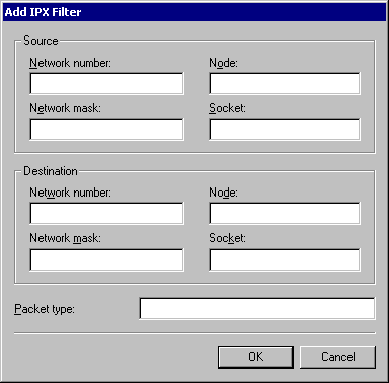 Add IPX Filter
Source
Network number:
Node:
Network mask:
Socket:
Destination
Network number:
Node:
Network mask:
Socket:
Packet type:
OK
Cancel